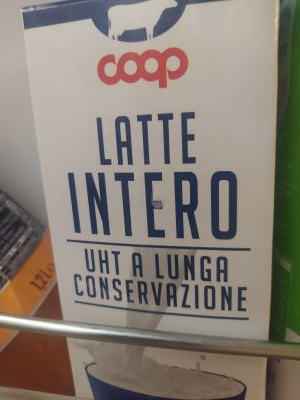 coop
LATTE
INTERO
UHT A LUNGA
CONSERVAZIONE